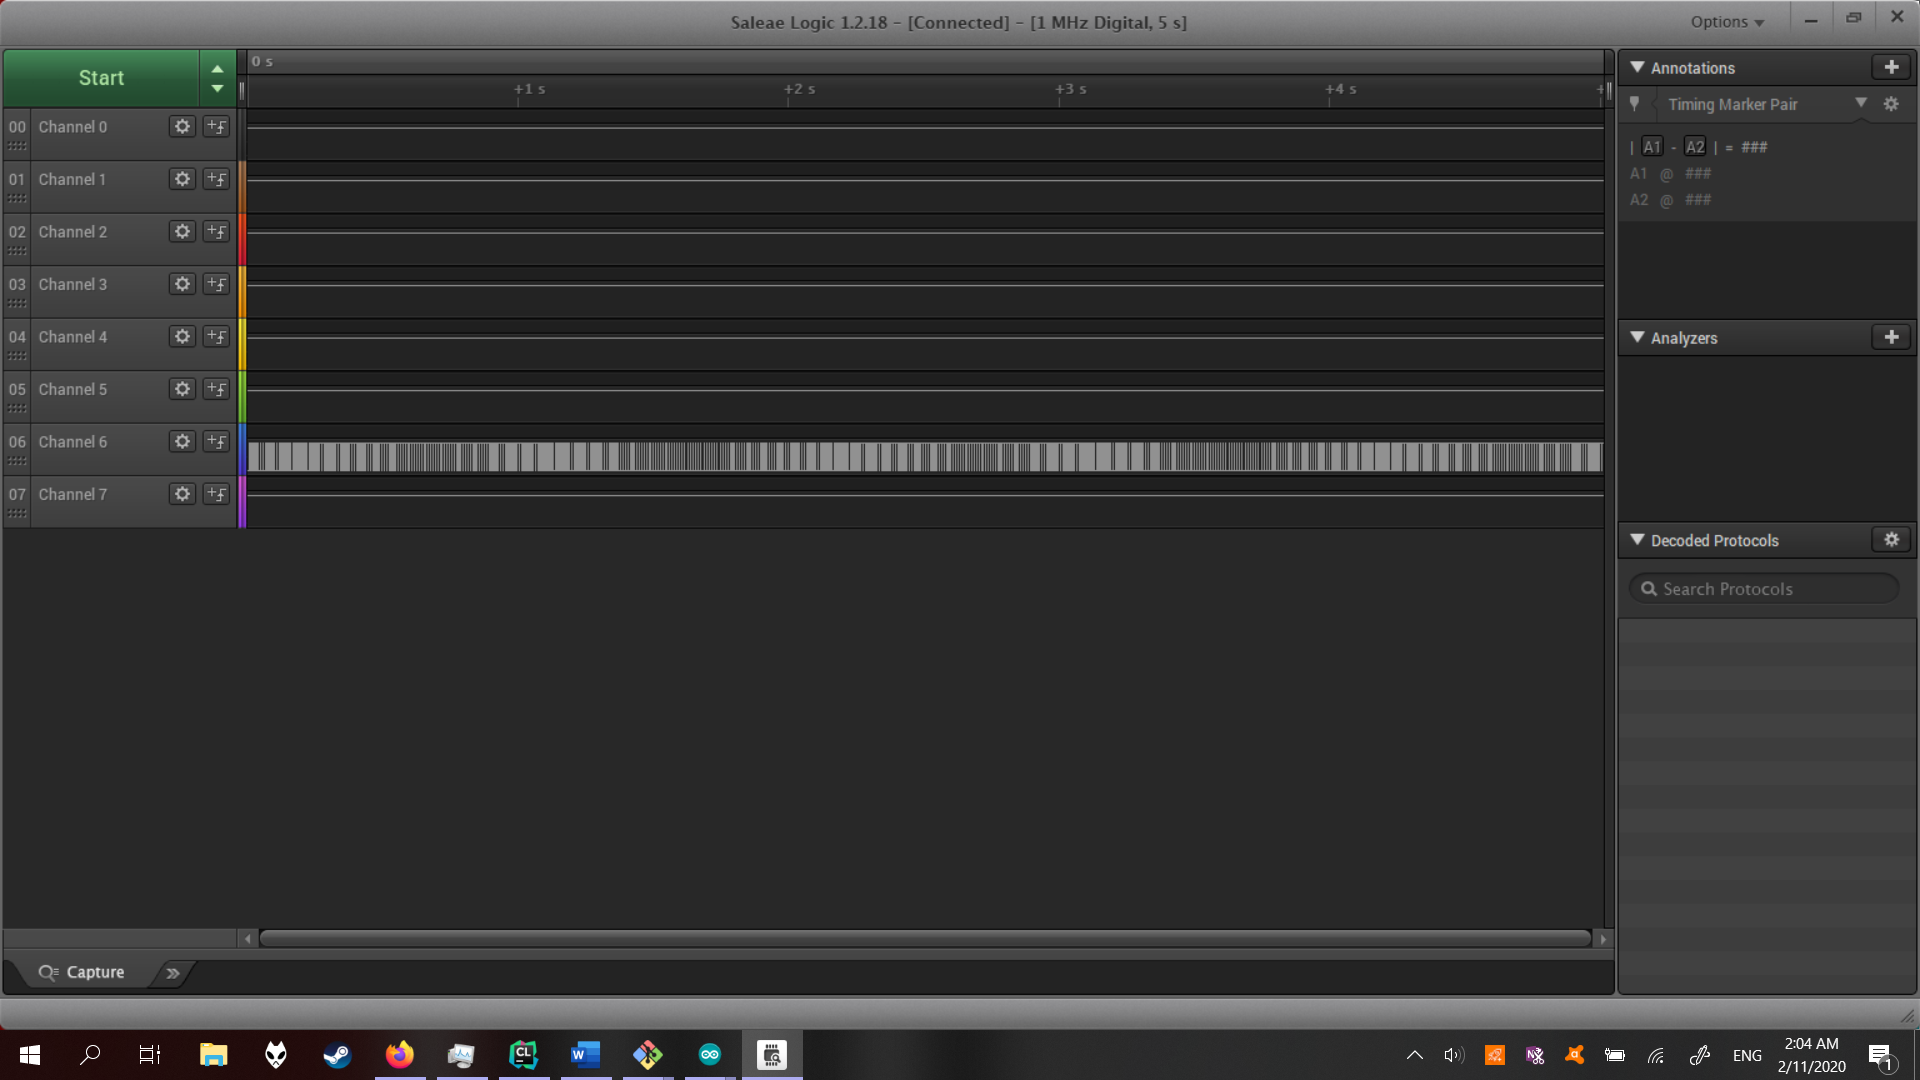 Saleae Logic 1.2.18 - [Connected] - [1 MHz Digital, 5 s]
Options
Start
0 s
+1 s
+2 s
+3 s
+4 s
+
Annotations
Timing Marker Pair
| A1 - A2 | = ###
A1 @ ###
A2 @ ###
00 Channel 0
01 Channel 1
02 Channel 2
03 Channel 3
04 Channel 4
05 Channel 5
06 Channel 6
07 Channel 7
Analyzers
Decoded Protocols
Search Protocols
Capture
CL
W
N
ENG
2:04 AM
2/11/2020
1